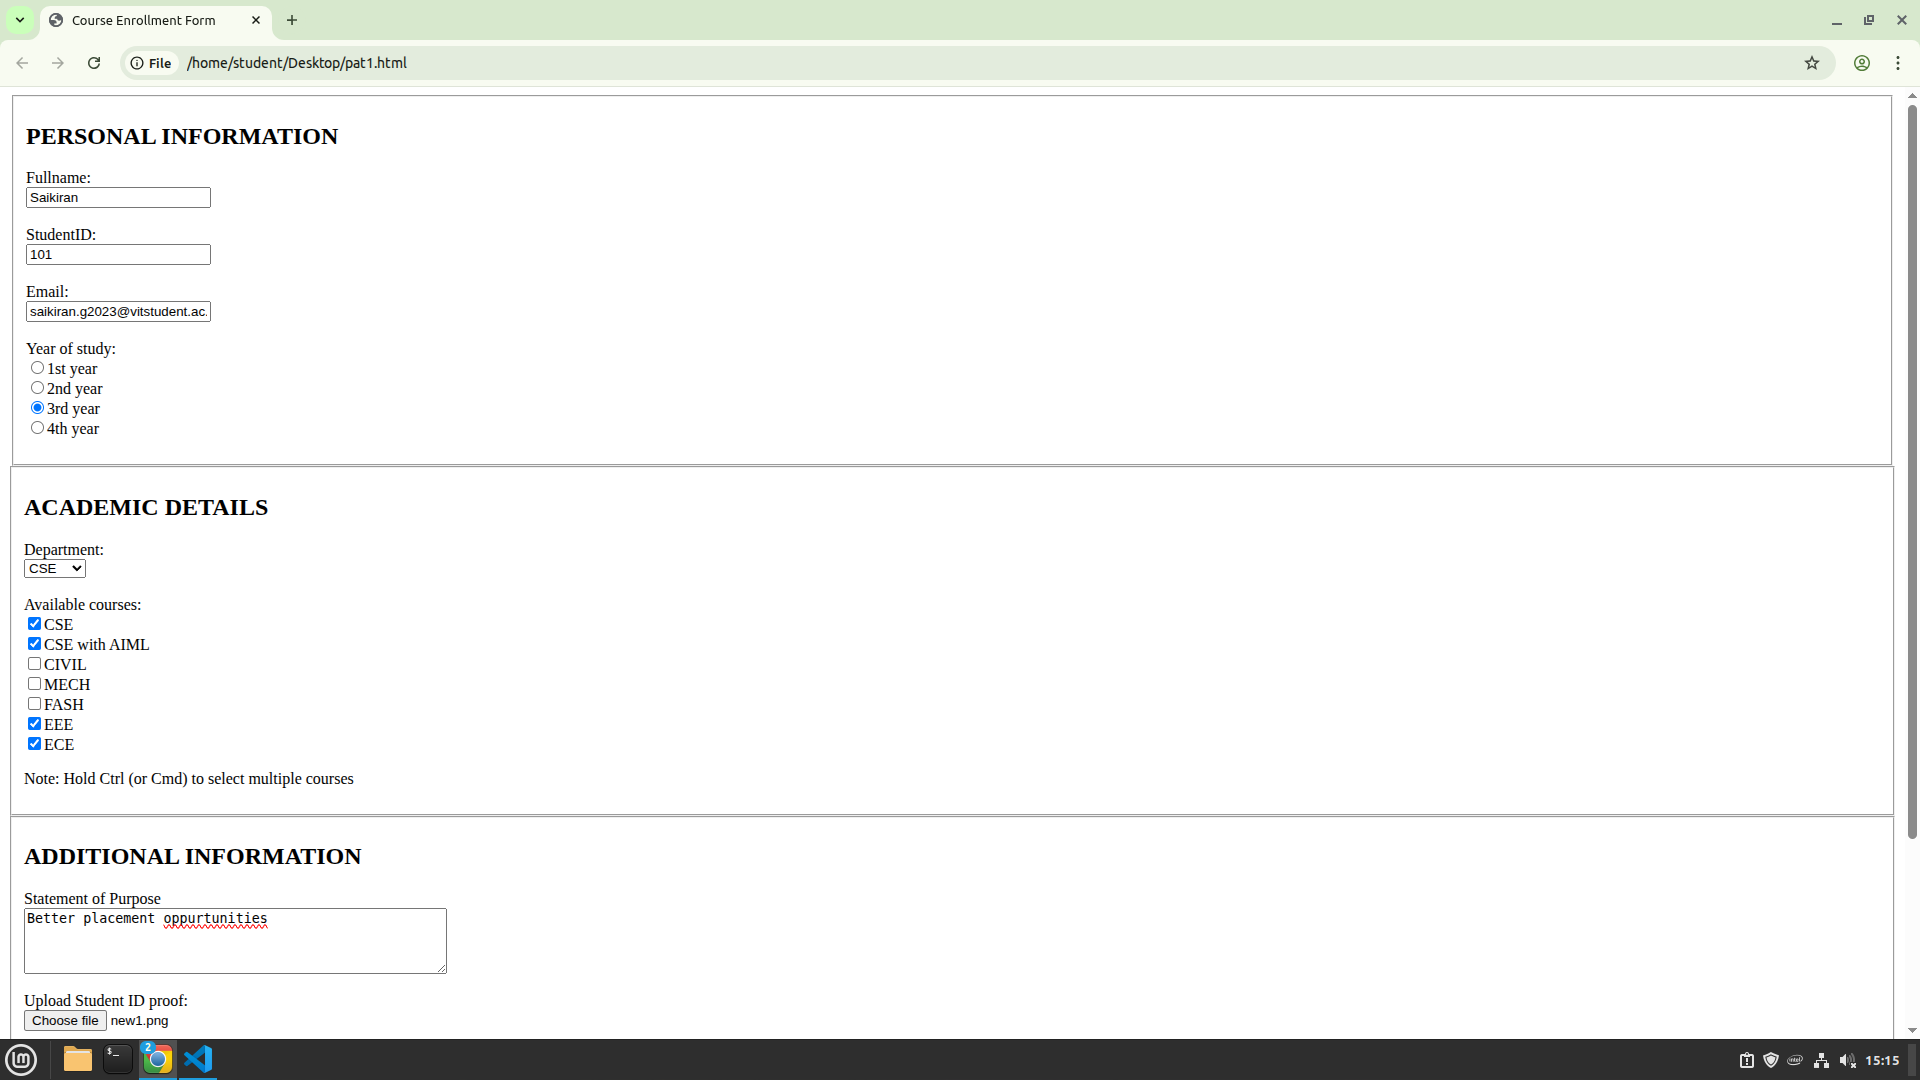 Course Enrollment Form
File
/home/student/Desktop/pat1.html
PERSONAL INFORMATION
Fullname:
Saikiran
StudentID:
101
Email:
saikiran.g2023@vitstudent.ac.
Year of study:
1st year
2nd year
3rd year
4th year
ACADEMIC DETAILS
Department:
CSE
Available courses:
CSE
CSE with AIML
CIVIL
MECH
FASH
EEE
ECE
Note: Hold Ctrl (or Cmd) to select multiple courses
ADDITIONAL INFORMATION
Statement of Purpose
Better placement oppurtunities
Upload Student ID proof:
Choose file new1.png
2
15:15